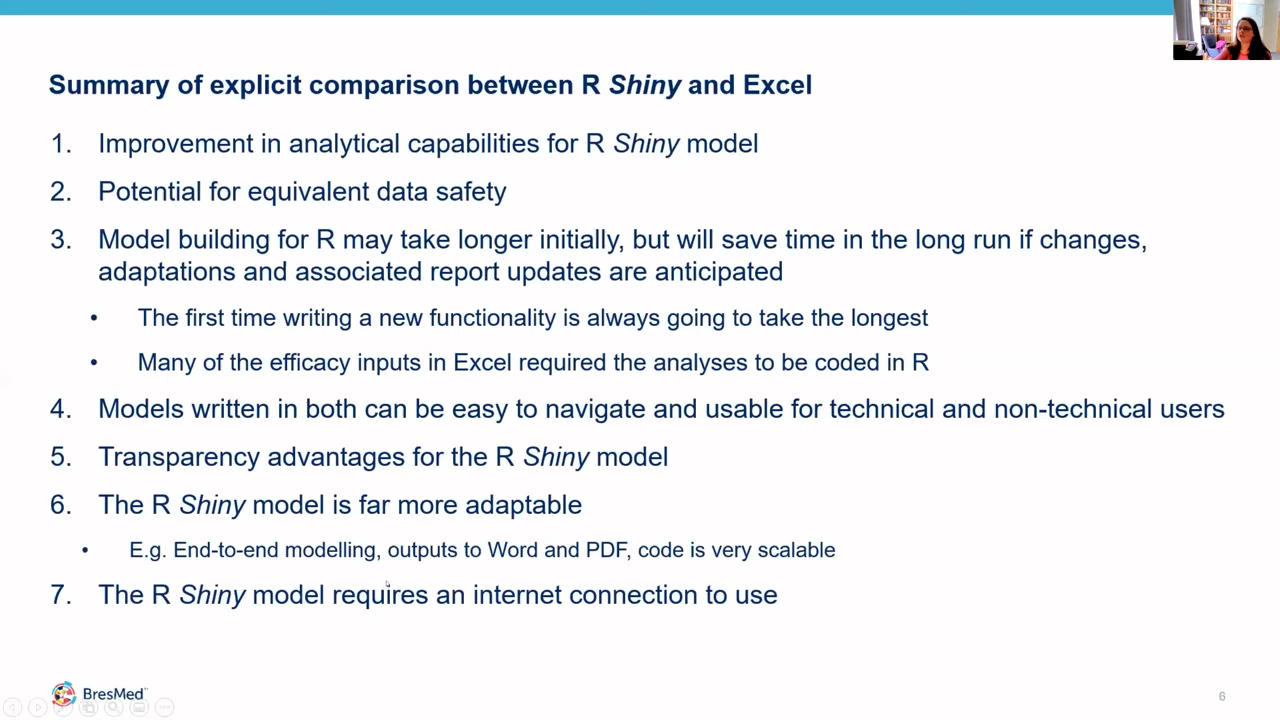 Summary of explicit comparison between R Shiny and Excel
1. Improvement in analytical capabilities for R Shiny model
2. Potential for equivalent data safety
3. Model building for R may take longer initially, but will save time in the long run if changes,
adaptations and associated report updates are anticipated
• The first time writing a new functionality is always going to take the longest
• Many of the efficacy inputs in Excel required the analyses to be coded in R
4. Models written in both can be easy to navigate and usable for technical and non-technical users
5. Transparency advantages for the R Shiny model
6. The R Shiny model is far more adaptable
• E.g. End-to-end modelling, outputs to Word and PDF, code is very scalable
7. The R Shiny model requires an internet connection to use
BresMed™
6